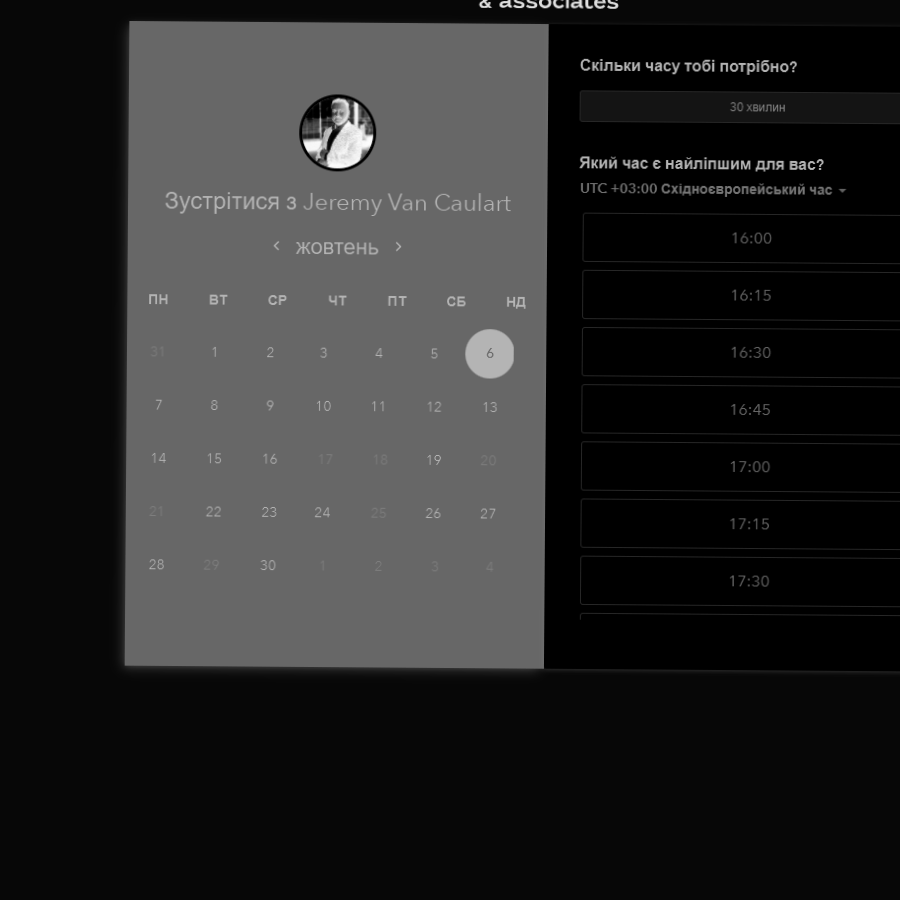 & associates
Зустрітися з Jeremy Van Caulart
жовтень
ПН ВТ СР ЧТ ПТ СБ НД
31 1 2 3 4 5 6
7 8 9 10 11 12 13
14 15 16 17 18 19 20
21 22 23 24 25 26 27
28 29 30 1 2 3 4
Скільки часу тобі потрібно?
30 хвилин
Який час є найліпшим для вас?
UTC +03:00 Східноєвропейський час
16:00
16:15
16:30
16:45
17:00
17:15
17:30